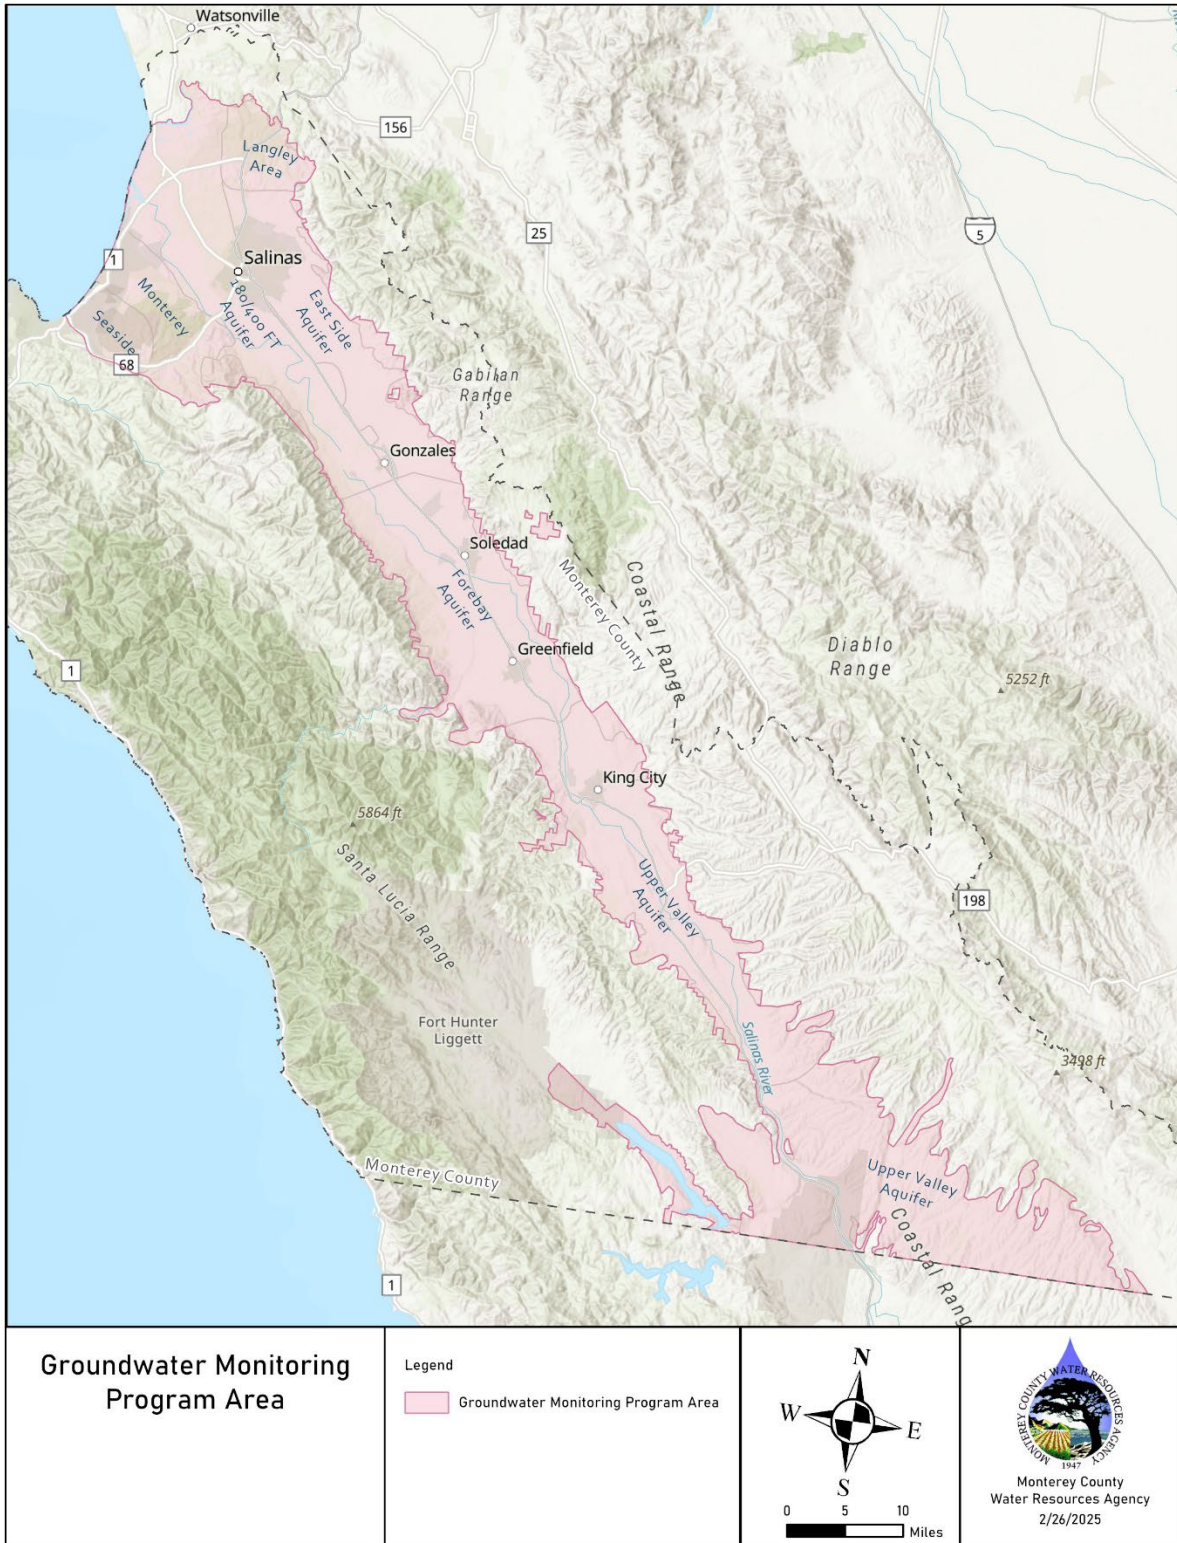 Watsonville
156
Langley
Area
25
5
1
Salinas
Monterey
180/400 FT
Aquifer
East Side
Aquifer
Seaside
68
Gabilan
Range
Gonzales
Soledad
Monterey County
Coastal Range
Forebay
Aquifer
Greenfield
Diablo
Range
5252 ft
1
King City
5864 ft
Santa Lucia Range
Upper Valley
Aquifer
198
Fort Hunter
Liggett
Salinas River
3498 ft
Monterey County
Upper Valley
Aquifer
Coastal Rang
1
Groundwater Monitoring
Program Area
Legend
Groundwater Monitoring Program Area
N
W
E
S
0 5 10
Miles
MONTEREY COUNTY WATER RESOURCES AGENCY
1947
Monterey County
Water Resources Agency
2/26/2025